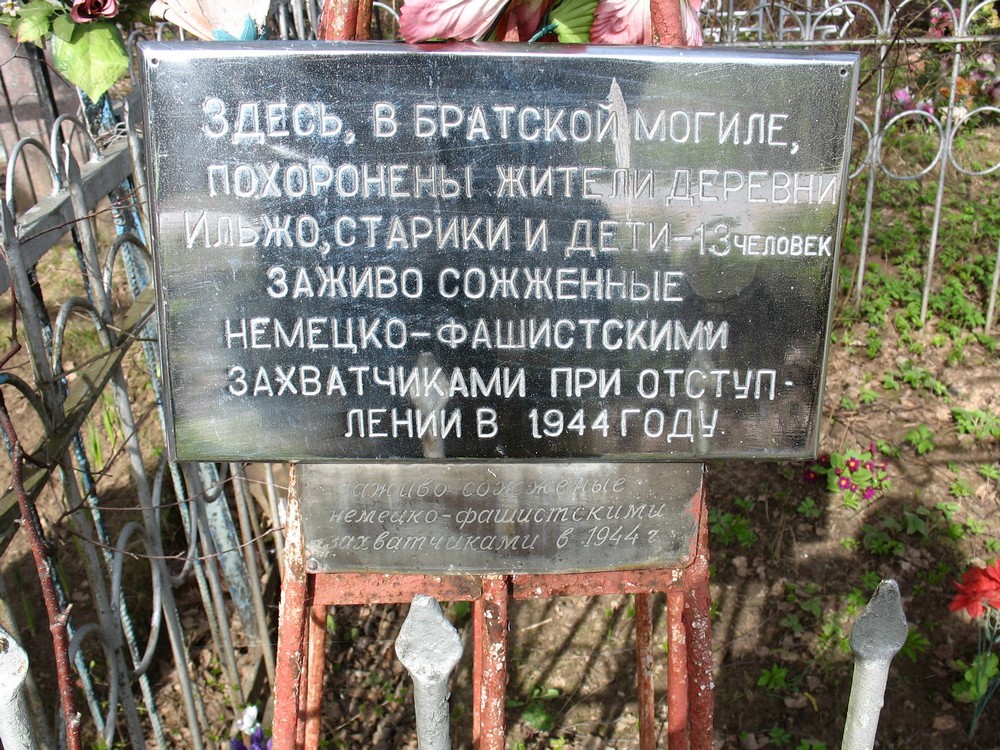 Здесь, в братской могиле,
похоронены жители деревни
Ильжо, старики и дети-13 человек
заживо сожженные
немецко-фашистскими
захватчиками при отступ-
лении в 1944 году.
заживо сожженые
немецко-фашистскими
захватчиками в 1944 г